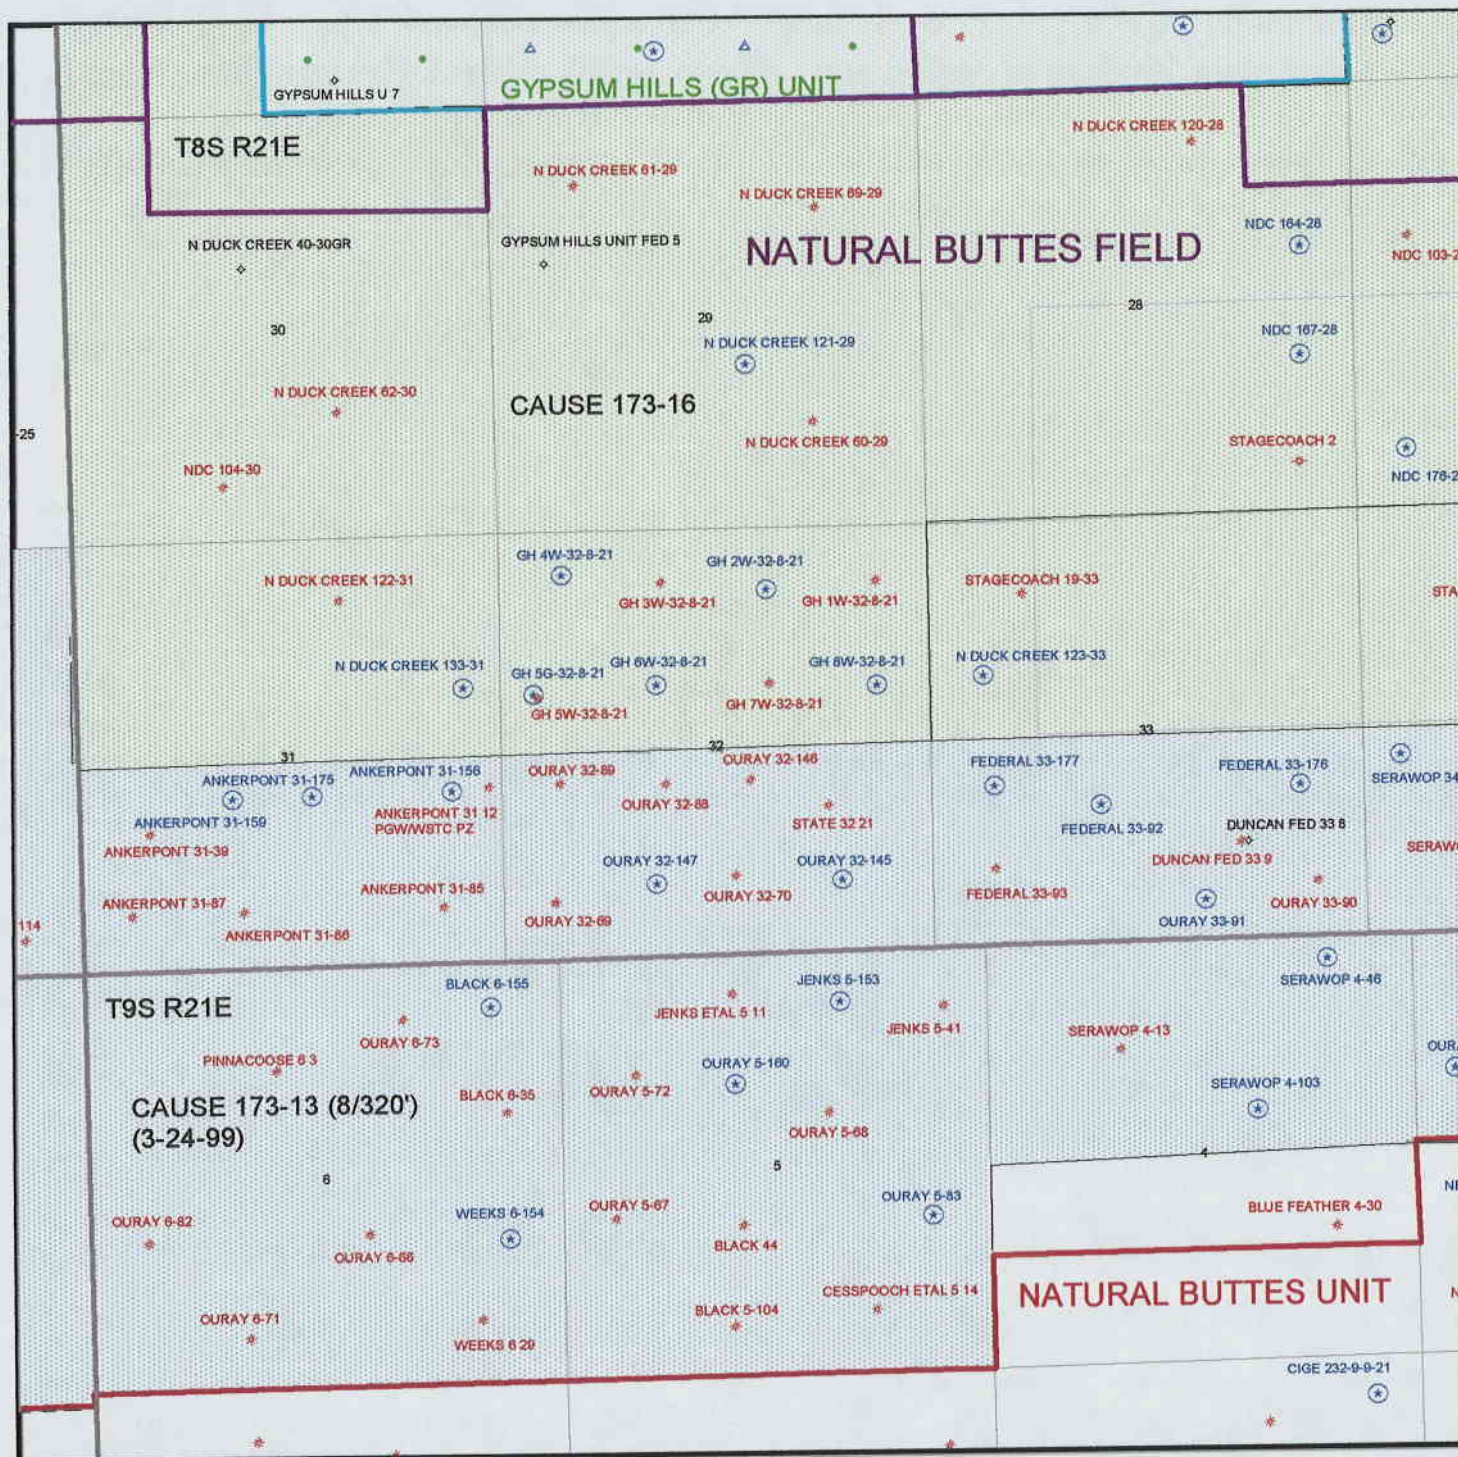 GYPSUM HILLS U 7
GYPSUM HILLS (GR) UNIT
T8S R21E
N DUCK CREEK 120-28
N DUCK CREEK 61-29
N DUCK CREEK 69-29
N DUCK CREEK 40-30GR
GYPSUM HILLS UNIT FED 5
NATURAL BUTTES FIELD
NDC 164-28
NDC 103-2
30
29
28
N DUCK CREEK 121-29
NDC 167-28
N DUCK CREEK 62-30
CAUSE 173-16
-25
N DUCK CREEK 60-29
STAGECOACH 2
NDC 104-30
NDC 176-2
GH 4W-32-8-21
GH 2W-32-8-21
N DUCK CREEK 122-31
GH 3W-32-8-21
GH 1W-32-8-21
STAGECOACH 19-33
STA
N DUCK CREEK 133-31
GH 5G-32-8-21
GH 6W-32-8-21
GH 8W-32-8-21
N DUCK CREEK 123-33
GH 5W-32-8-21
GH 7W-32-8-21
31
32
33
ANKERPONT 31-175
ANKERPONT 31-156
OURAY 32-89
OURAY 32-146
FEDERAL 33-177
FEDERAL 33-176
SERAWOP 34
ANKERPONT 31-159
ANKERPONT 31 12
PGW/WSTC PZ
OURAY 32-88
STATE 32 21
FEDERAL 33-92
DUNCAN FED 33 8
ANKERPONT 31-39
OURAY 32-147
OURAY 32-145
DUNCAN FED 33 9
SERAW
ANKERPONT 31-87
ANKERPONT 31-85
OURAY 32-70
FEDERAL 33-93
OURAY 33-90
114
ANKERPONT 31-86
OURAY 32-69
OURAY 33-91
T9S R21E
BLACK 6-155
JENKS 5-153
SERAWOP 4-46
JENKS ETAL 5 11
JENKS 5-41
SERAWOP 4-13
OURAY 6-73
PINNACOOSE 6 3
OURAY 5-160
OUR
CAUSE 173-13 (8/320')
(3-24-99)
BLACK 6-35
OURAY 5-72
SERAWOP 4-103
OURAY 5-68
6
5
4
OURAY 6-82
WEEKS 6-154
OURAY 5-67
OURAY 5-83
BLUE FEATHER 4-30
OURAY 6-66
BLACK 44
NATURAL BUTTES UNIT
OURAY 6-71
WEEKS 6 29
BLACK 5-104
CESSPOOCH ETAL 5 14
CIGE 232-9-9-21